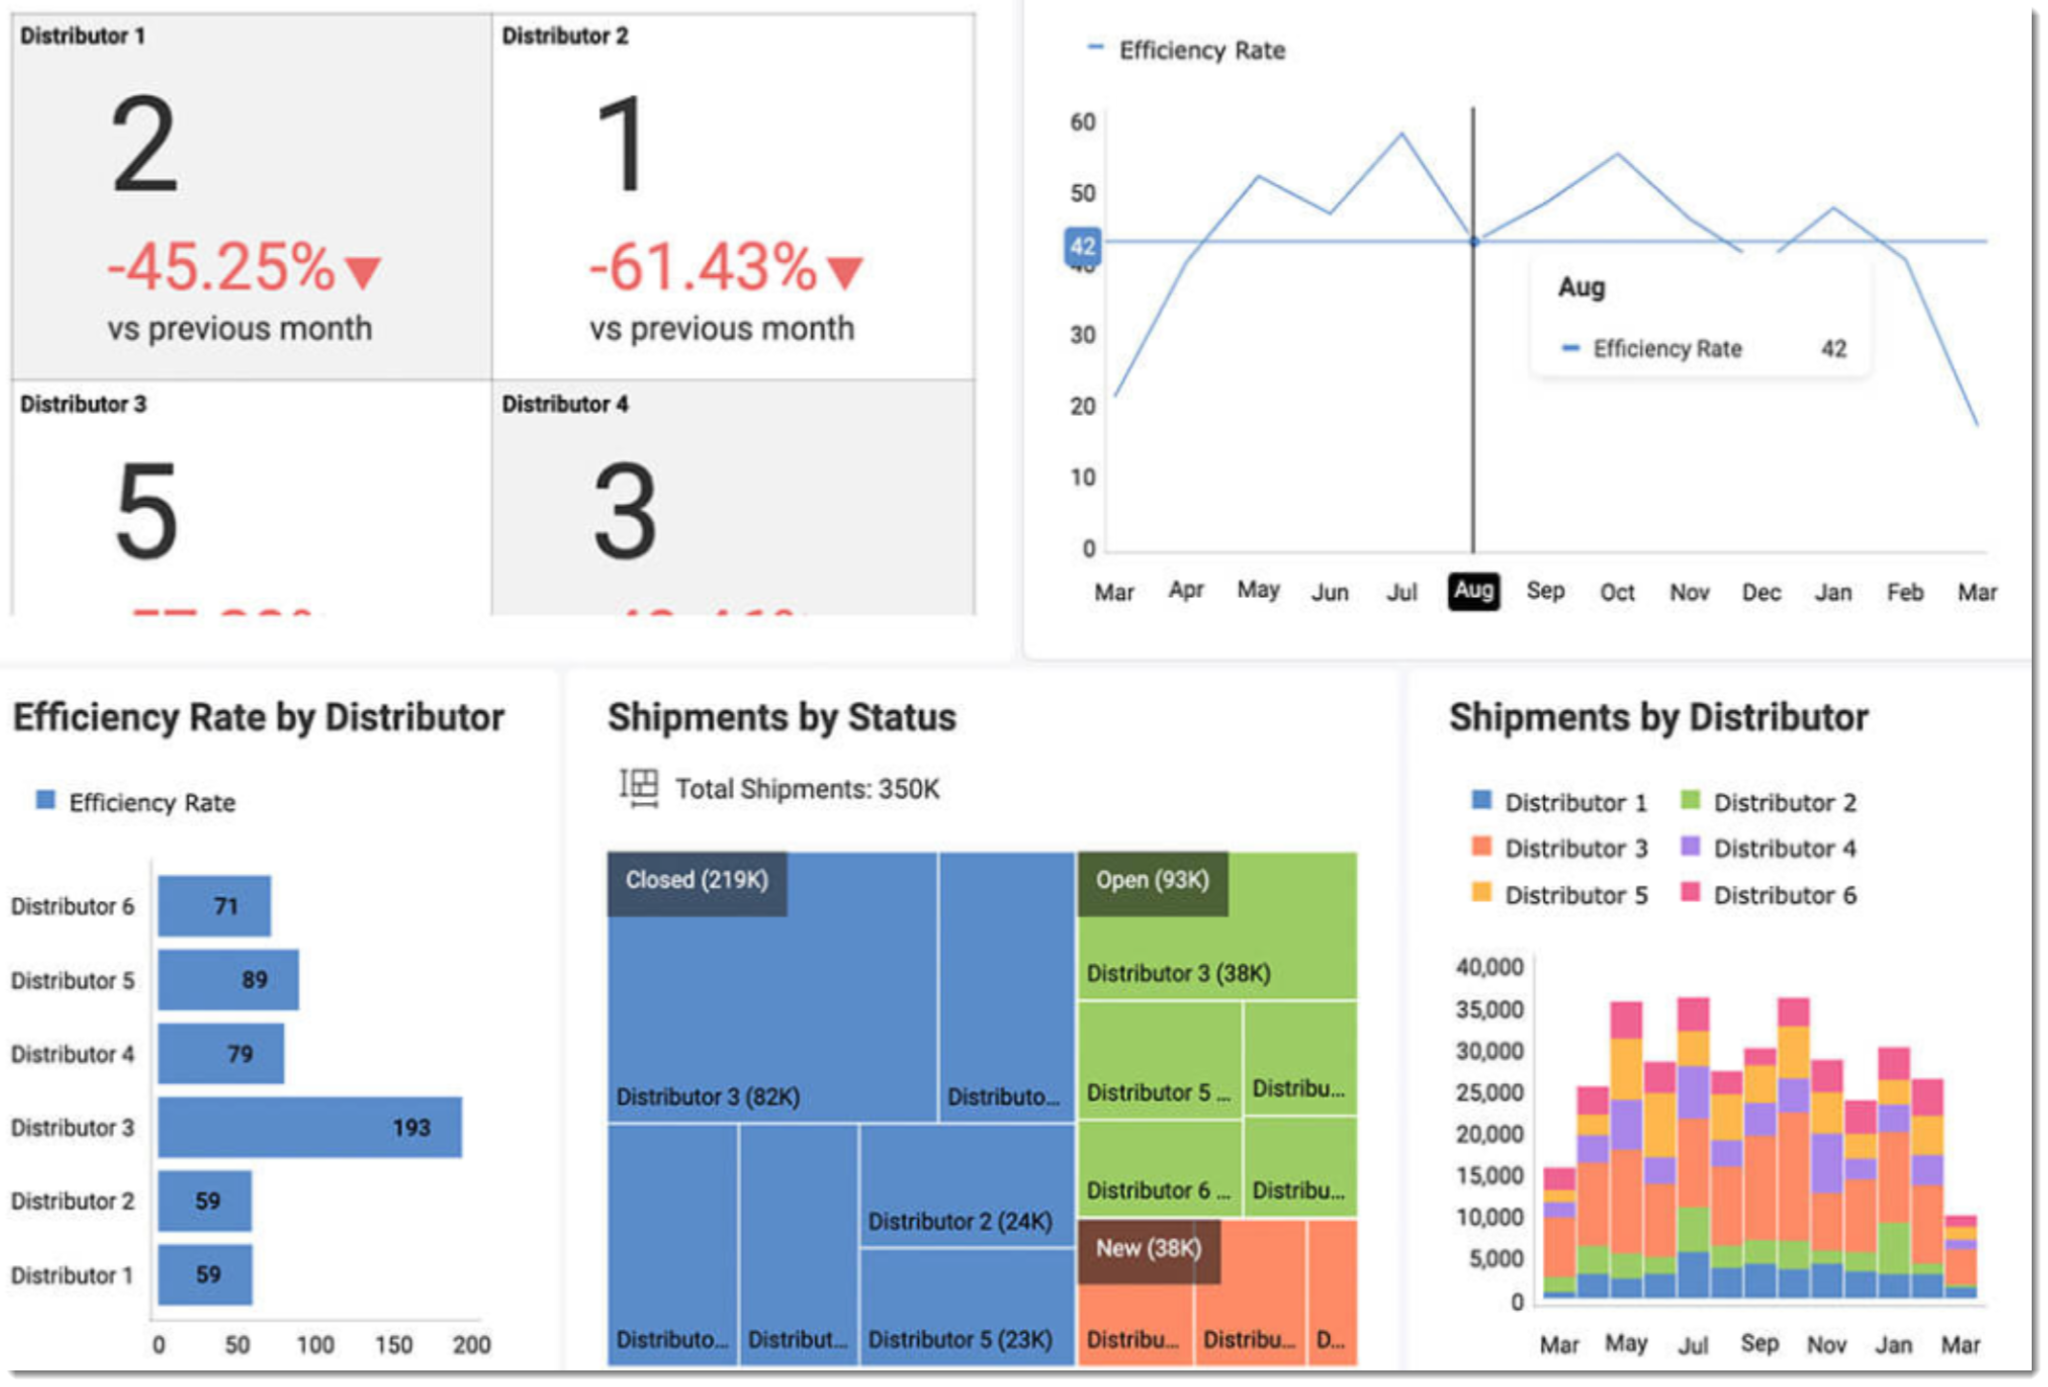 Distributor 1
2
-45.25%▼
vs previous month
Distributor 2
1
-61.43%▼
vs previous month
Distributor 3
5
Distributor 4
3
Efficiency Rate
60
50
42
30
20
10
0
Aug
Efficiency Rate 42
Mar Apr May Jun Jul Aug Sep Oct Nov Dec Jan Feb Mar
Efficiency Rate by Distributor
Efficiency Rate
Distributor 6 71
Distributor 5 89
Distributor 4 79
Distributor 3 193
Distributor 2 59
Distributor 1 59
0 50 100 150 200
Shipments by Status
Total Shipments: 350K
Closed (219K)
Distributor 3 (82K)
Distributo...
Distributo...
Distribut...
Distributor 2 (24K)
Distributor 5 (23K)
Open (93K)
Distributor 3 (38K)
Distributor 5 ...
Distribu...
Distributor 6 ...
Distribu...
New (38K)
Distribu...
Distribu...
D...
Shipments by Distributor
Distributor 1 Distributor 2
Distributor 3 Distributor 4
Distributor 5 Distributor 6
40,000
35,000
30,000
25,000
20,000
15,000
10,000
5,000
0
Mar May Jul Sep Nov Jan Mar